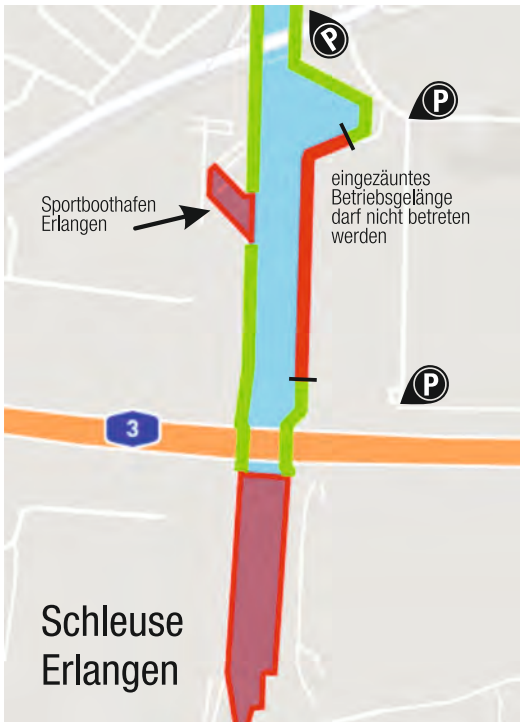 P
P
Sportboothafen
Erlangen
eingezäuntes
Betriebsgelänge
darf nicht betreten
werden
P
3
Schleuse
Erlangen